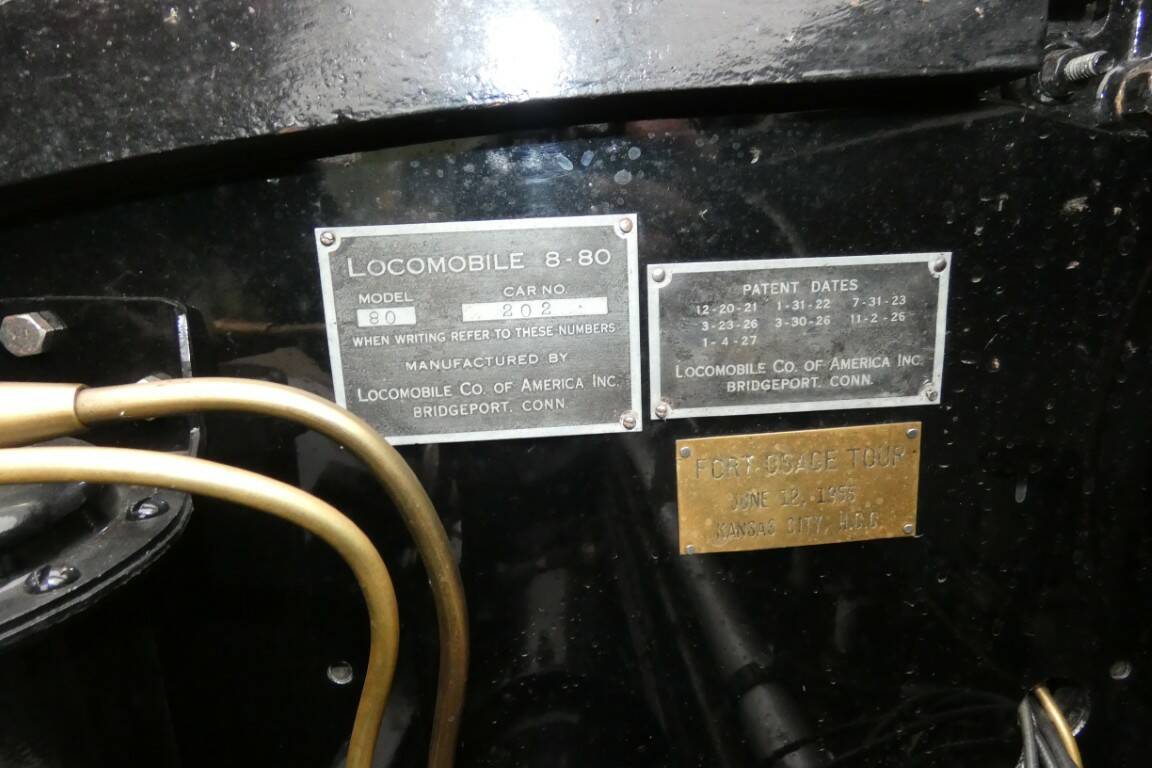 LOCOMOBILE 8-80
MODEL
CAR NO.
80
202
WHEN WRITING REFER TO THESE NUMBERS
MANUFACTURED BY
LOCOMOBILE CO. OF AMERICA INC.
BRIDGEPORT, CONN
PATENT DATES
12-20-21 1-31-22 7-31-23
3-23-26 3-30-26 11-2-26
1-4-27
LOCOMOBILE CO. OF AMERICA INC.
BRIDGEPORT, CONN.
FORT OSAGE TOUR
JUNE 12, 1955
KANSAS CITY, H.C.C.